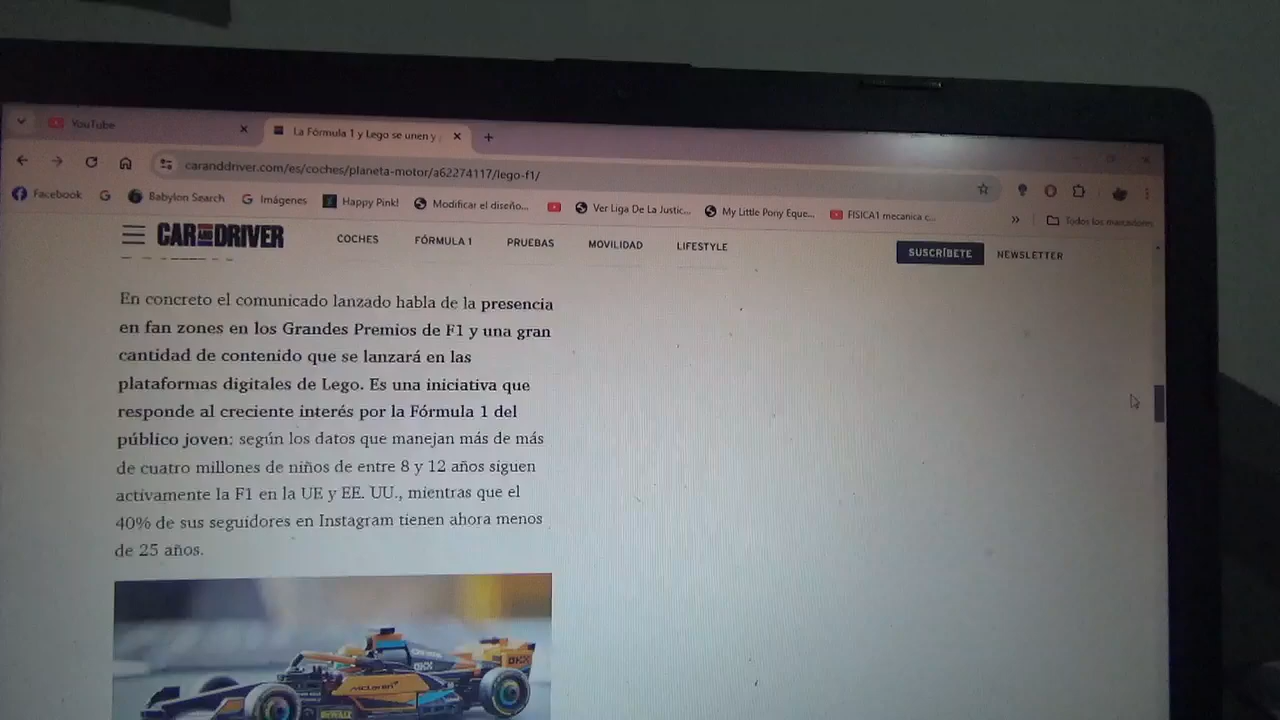 YouTube
La Fórmula 1 y Lego se unen y
caranddriver.com/es/coches/planeta-motor/a62274117/lego-f1/
Facebook
G
Babylon Search
Imágenes
Happy Pink!
Modificar el diseño...
Ver Liga De La Justic...
My Little Pony Eque...
FISICA1 mecanica c...
Todos los marcadores
CAR AND DRIVER
COCHES
FÓRMULA 1
PRUEBAS
MOVILIDAD
LIFESTYLE
SUSCRÍBETE
NEWSLETTER
En concreto el comunicado lanzado habla de la presencia
en fan zones en los Grandes Premios de F1 y una gran
cantidad de contenido que se lanzará en las
plataformas digitales de Lego. Es una iniciativa que
responde al creciente interés por la Fórmula 1 del
público joven: según los datos que manejan más de más
de cuatro millones de niños de entre 8 y 12 años siguen
activamente la F1 en la UE y EE. UU., mientras que el
40% de sus seguidores en Instagram tienen ahora menos
de 25 años.
OKX
OKX
McLaren